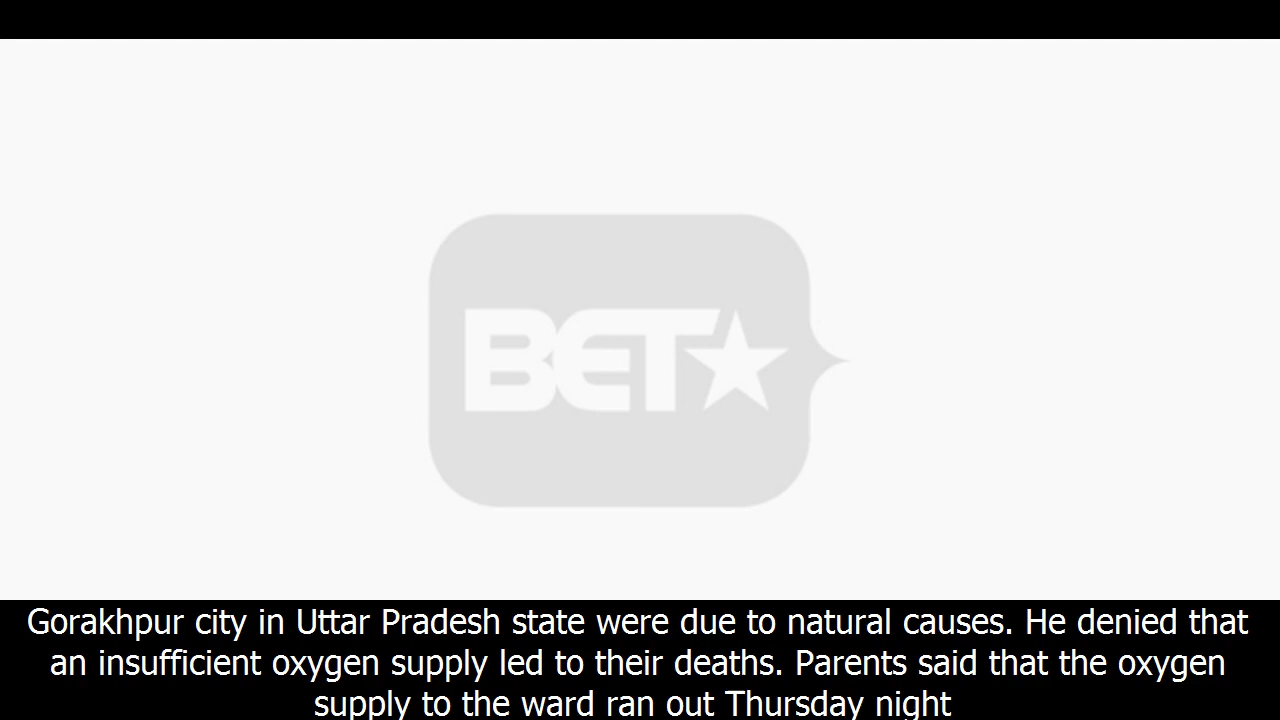 BET
Gorakhpur city in Uttar Pradesh state were due to natural causes. He denied that
an insufficient oxygen supply led to their deaths. Parents said that the oxygen
supply to the ward ran out Thursday night